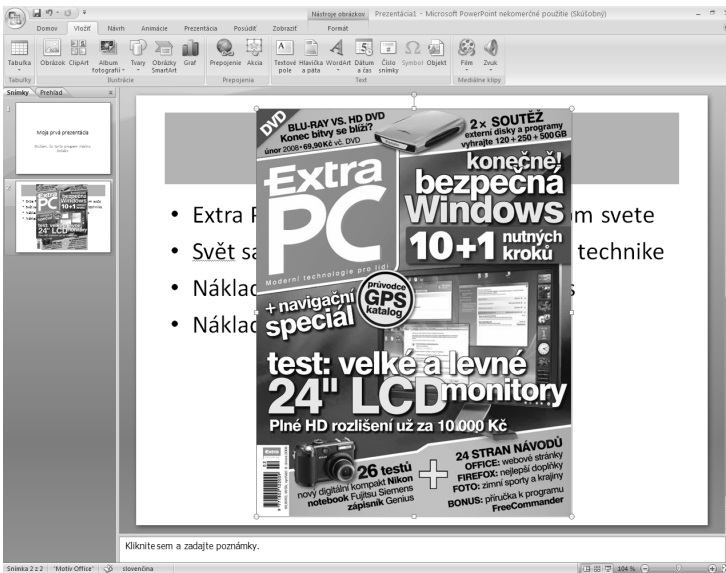 Nástroje obrázkov
Prezentácia1 - Microsoft PowerPoint nekomerčné použitie (Skúšobný)
Domov Vložiť Návrh Animácie Prezentácia Posúdiť Zobraziť Formát
Tabuľka Obrázok ClipArt Album fotografií Tvary Obrázky SmartArt Graf Prepojenie Akcia Textové pole Hlavička a päta WordArt Dátum a čas Číslo snímky Symbol Objekt Film Zvuk
Tabuľky Ilustrácie Prepojenia Text Mediálne klipy
Snímky Prehľad
1
Moja prvá prezentácia
2
DVD
BLU-RAY VS. HD DVD
Konec bitvy se blíží?
únor 2008 • 69,90Kč vč. DVD
2× SOUTĚŽ
externí disky a programy
vyhrajte 120 + 250 + 500GB
Extra
PC
Moderní technologie pro lidi
konečně!
bezpečná
Windows
10+1 nutných
kroků
• Extra
om svete
• Svět
technike
• Náklad
s
• Náklad
+ navigační
speciál
průvodce
GPS
katalog
test: velké a levné
24" LCD monitory
Plné HD rozlišení už za 10.000 Kč
26 testů
nový digitální kompakt Nikon
notebook Fujitsu Siemens
zápisník Genius
24 STRAN NÁVODŮ
OFFICE: webové stránky
FIREFOX: nejlepší doplňky
FOTO: zimní sporty a krajiny
BONUS: příručka k programu
FreeCommander
Kliknite sem a zadajte poznámky.
Snímka 2 z 2 "Motív Office" slovenčina 104 %